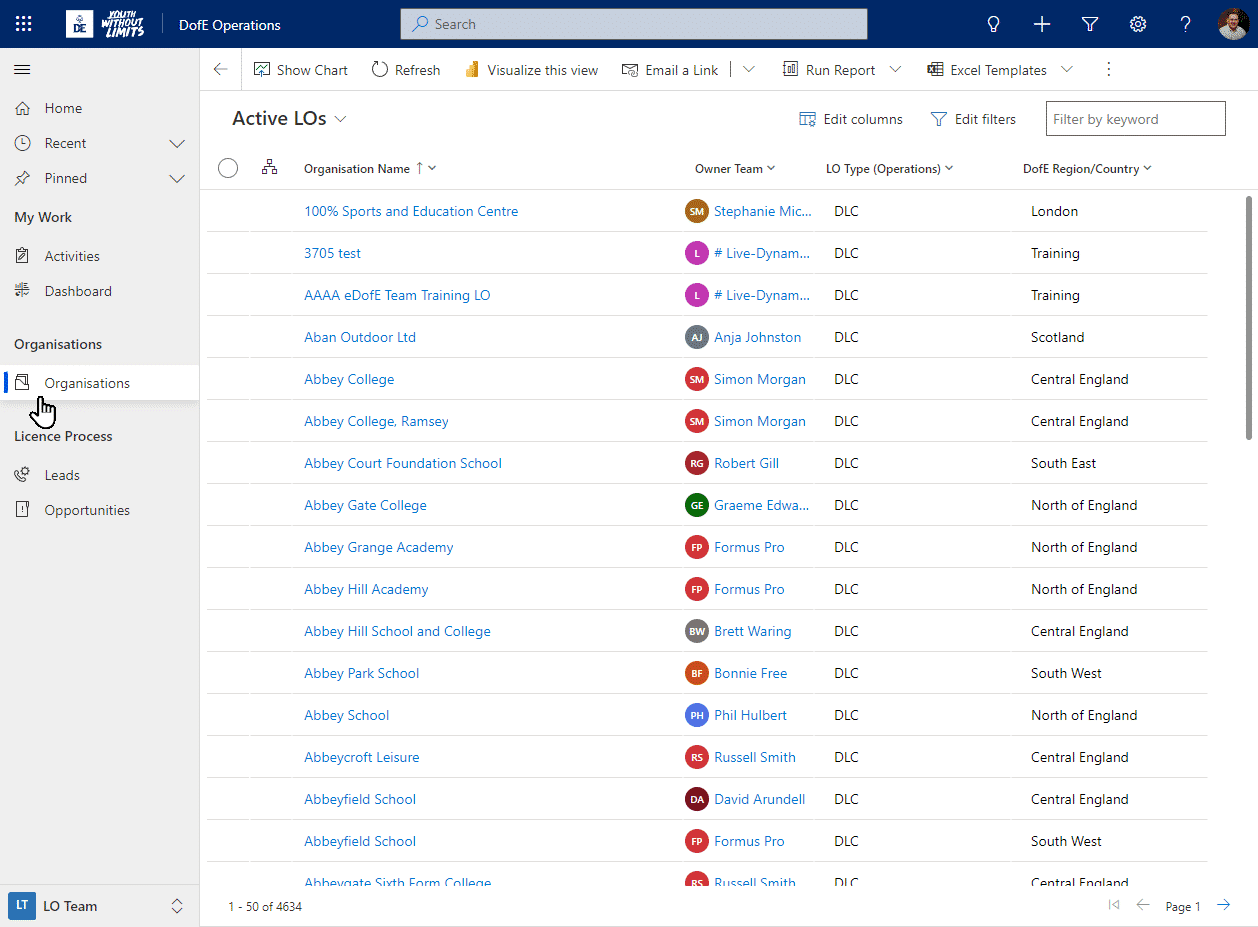 DE YOUTH WITHOUT LIMITS DofE Operations Search
Show Chart Refresh Visualize this view Email a Link Run Report Excel Templates
Home
Recent
Pinned
My Work
Activities
Dashboard
Organisations
Organisations
Licence Process
Leads
Opportunities
LT LO Team
Active LOs Edit columns Edit filters Filter by keyword
Organisation Name ↑ Owner Team LO Type (Operations) DofE Region/Country
100% Sports and Education Centre SM Stephanie Mic... DLC London
3705 test L # Live-Dynam... DLC Training
AAAA eDofE Team Training LO L # Live-Dynam... DLC Training
Aban Outdoor Ltd AJ Anja Johnston DLC Scotland
Abbey College SM Simon Morgan DLC Central England
Abbey College, Ramsey SM Simon Morgan DLC Central England
Abbey Court Foundation School RG Robert Gill DLC South East
Abbey Gate College GE Graeme Edwa... DLC North of England
Abbey Grange Academy FP Formus Pro DLC North of England
Abbey Hill Academy FP Formus Pro DLC North of England
Abbey Hill School and College BW Brett Waring DLC Central England
Abbey Park School BF Bonnie Free DLC South West
Abbey School PH Phil Hulbert DLC North of England
Abbeycroft Leisure RS Russell Smith DLC Central England
Abbeyfield School DA David Arundell DLC Central England
Abbeyfield School FP Formus Pro DLC South West
Abbeygate Sixth Form College RS Russell Smith DLC Central England
1 - 50 of 4634 Page 1